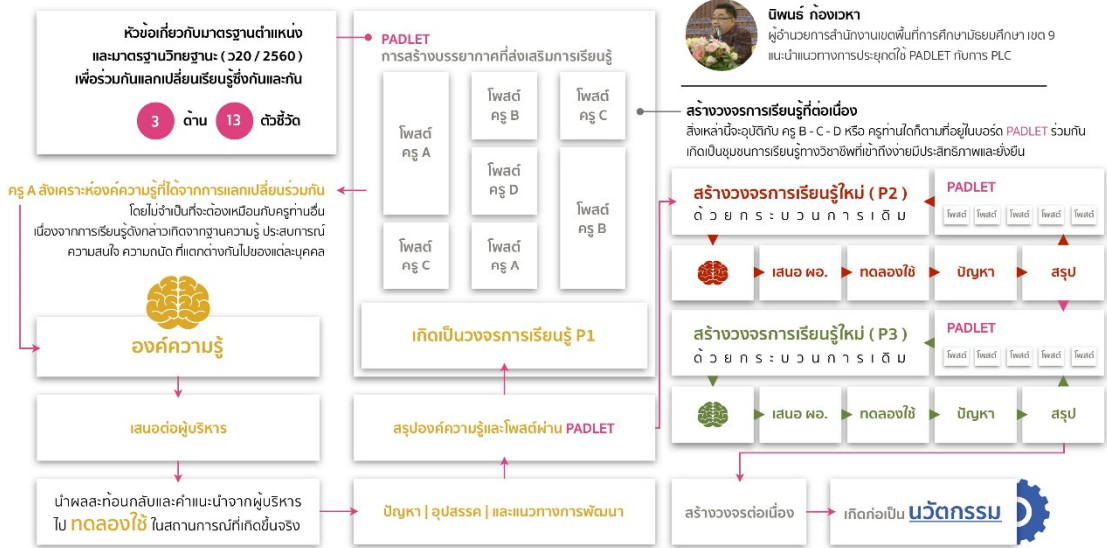 หัวข้อเกี่ยวกับมาตรฐานตำแหน่ง
และมาตรฐานวิทยฐานะ ( ว20 / 2560 )
เพื่อร่วมกันแลกเปลี่ยนเรียนรู้ซึ่งกันและกัน
3 ด้าน 13 ตัวชี้วัด
PADLET
การสร้างบรรยากาศที่ส่งเสริมการเรียนรู้
โพสต์
ครู A
โพสต์
ครู B
โพสต์
ครู C
โพสต์
ครู D
โพสต์
ครู B
โพสต์
ครู C
โพสต์
ครู A
เกิดเป็นวงจรการเรียนรู้ P1
นิพนธ์ ก้องเวหา
ผู้อำนวยการสำนักงานเขตพื้นที่การศึกษามัธยมศึกษา เขต 9
แนะนำแนวทางการประยุกต์ใช้ PADLET กับการ PLC
สร้างวงจรการเรียนรู้ที่ต่อเนื่อง
สิ่งเหล่านี้จะอุบัติกับ ครู B - C - D หรือ ครูท่านใดก็ตามที่อยู่ในบอร์ด PADLET ร่วมกัน
เกิดเป็นชุมชนการเรียนรู้ทางวิชาชีพที่เข้าถึงง่ายมีประสิทธิภาพและยั่งยืน
ครู A สังเคราะห์องค์ความรู้ที่ได้จากการแลกเปลี่ยนร่วมกัน
โดยไม่จำเป็นที่จะต้องเหมือนกับครูท่านอื่น
เนื่องจากการเรียนรู้ดังกล่าวเกิดจากฐานความรู้ ประสบการณ์
ความสนใจ ความถนัด ที่แตกต่างกันไปของแต่ละบุคคล
องค์ความรู้
เสนอต่อผู้บริหาร
นำผลสะท้อนกลับและคำแนะนำจากผู้บริหาร
ไป ทดลองใช้ ในสถานการณ์ที่เกิดขึ้นจริง
ปัญหา | อุปสรรค | และแนวทางการพัฒนา
สรุปองค์ความรู้และโพสต์ผ่าน PADLET
สร้างวงจรการเรียนรู้ใหม่ ( P2 )
ด้วยกระบวนการเดิม
PADLET
โพสต์ โพสต์ โพสต์ โพสต์ โพสต์
เสนอ ผอ. ทดลองใช้ ปัญหา สรุป
สร้างวงจรการเรียนรู้ใหม่ ( P3 )
ด้วยกระบวนการเดิม
PADLET
โพสต์ โพสต์ โพสต์ โพสต์ โพสต์
เสนอ ผอ. ทดลองใช้ ปัญหา สรุป
สร้างวงจรต่อเนื่อง
เกิดก่อเป็น นวัตกรรม